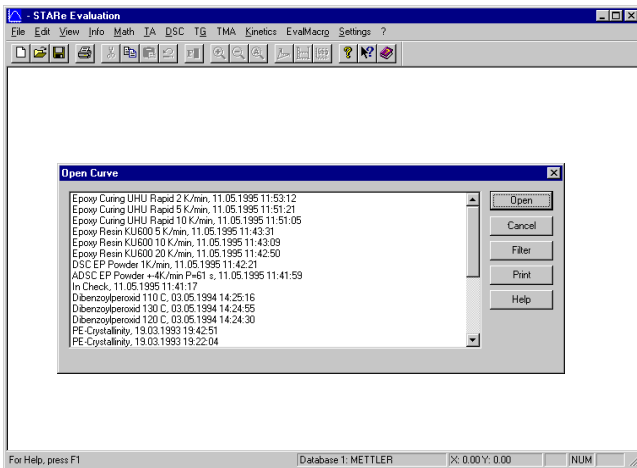 - STARe Evaluation
File Edit View Info Math TA DSC TG TMA Kinetics EvalMacro Settings ?
Open Curve
Epoxy Curing UHU Rapid 2 K/min, 11.05.1995 11:53:12
Epoxy Curing UHU Rapid 5 K/min, 11.05.1995 11:51:21
Epoxy Curing UHU Rapid 10 K/min, 11.05.1995 11:51:05
Epoxy Resin KU600 5 K/min, 11.05.1995 11:43:31
Epoxy Resin KU600 10 K/min, 11.05.1995 11:43:09
Epoxy Resin KU600 20 K/min, 11.05.1995 11:42:50
DSC EP Powder 1K/min, 11.05.1995 11:42:21
ADSC EP Powder +-4K/min P=61 s, 11.05.1995 11:41:59
In Check, 11.05.1995 11:41:17
Dibenzoylperoxid 110 C, 03.05.1994 14:25:16
Dibenzoylperoxid 130 C, 03.05.1994 14:24:55
Dibenzoylperoxid 120 C, 03.05.1994 14:24:30
PE-Crystallinity, 19.03.1993 19:42:51
PE-Crystallinity, 19.03.1993 19:22:04
Open
Cancel
Filter
Print
Help
For Help, press F1
Database 1: METTLER
X: 0.00 Y: 0.00
NUM